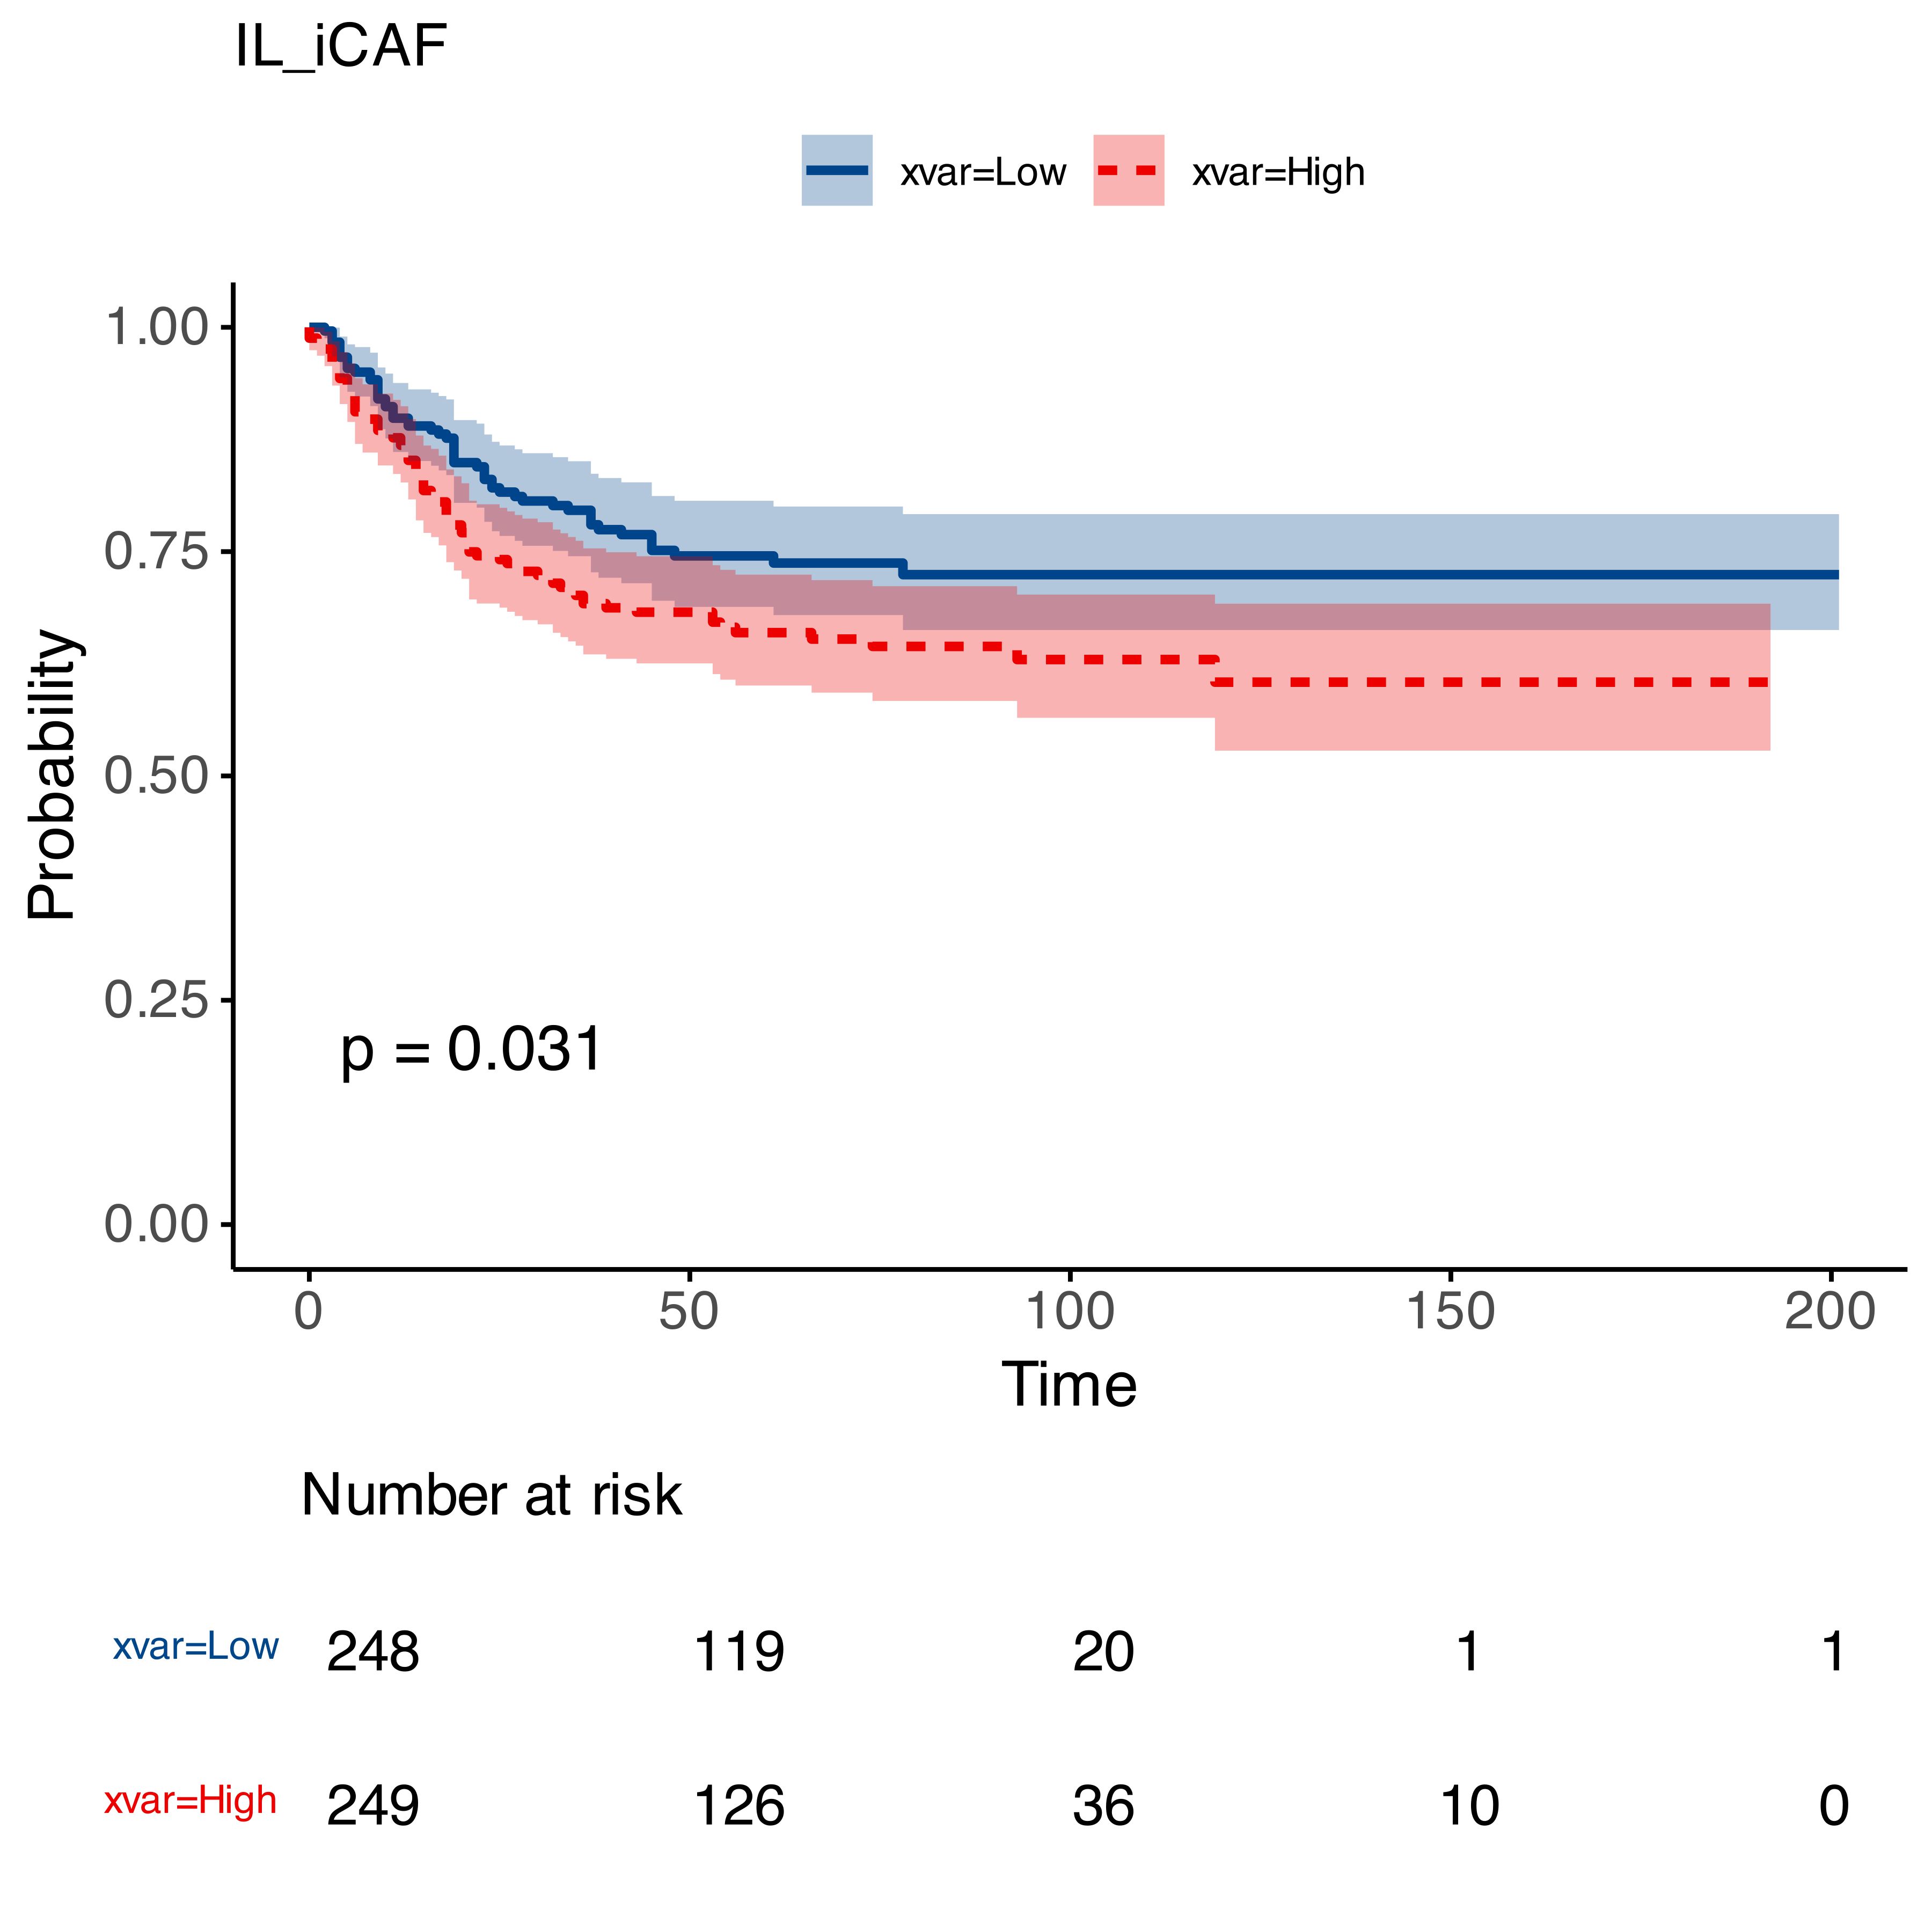 IL_iCAF
xvar=Low xvar=High
Probability
1.00
0.75
0.50
0.25
0.00
p = 0.031
0 50 100 150 200
Time
Number at risk
xvar=Low 248 119 20 1 1
xvar=High 249 126 36 10 0